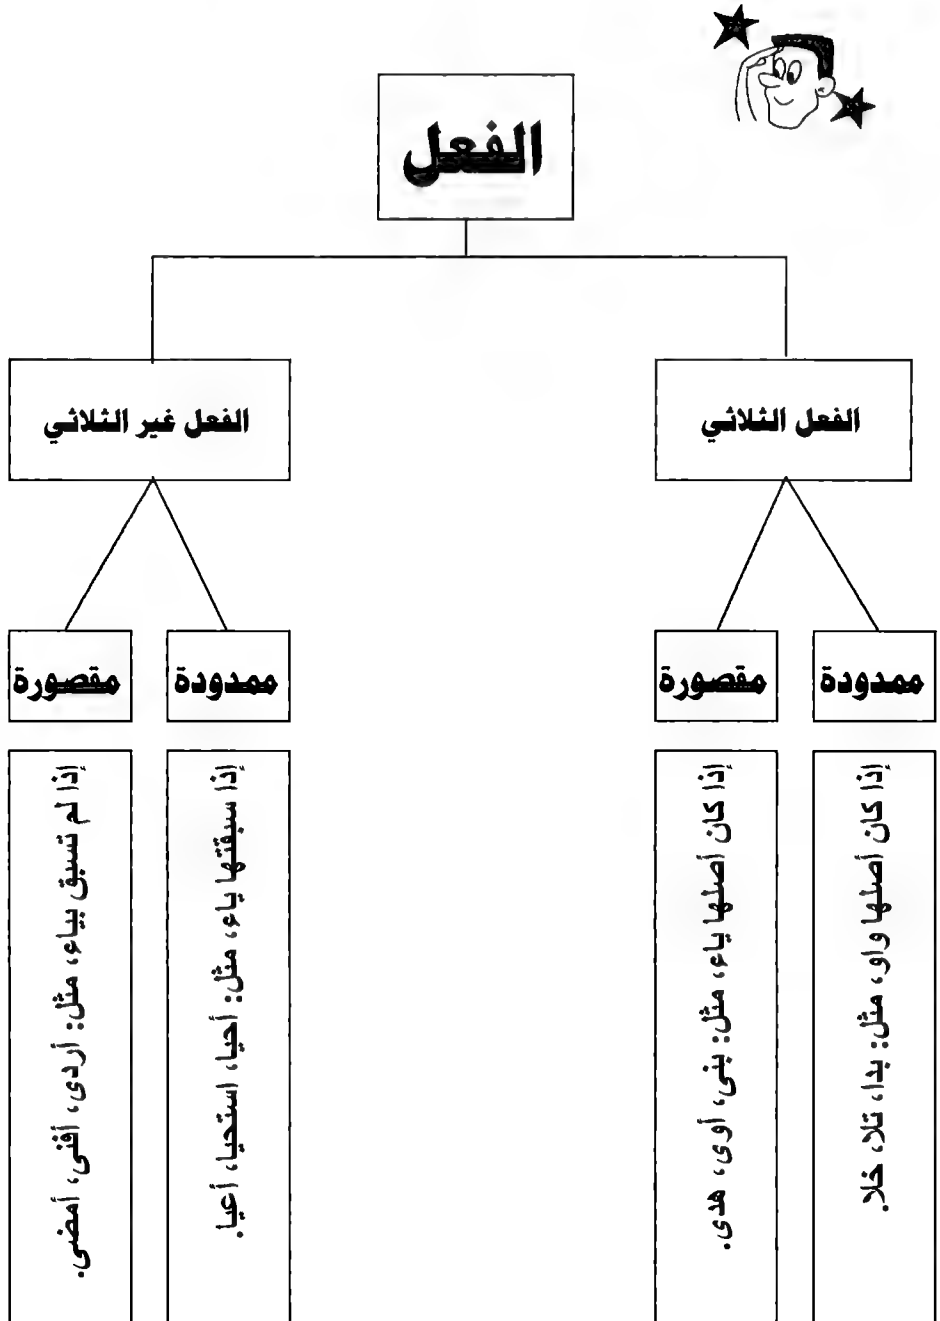 الفعل
الفعل الثلاثي
الفعل غير الثلاثي
ممدودة
مقصورة
ممدودة
مقصورة
إذا كان أصلها واو، مثل: بدا، تلا، خلا.
إذا كان أصلها ياء، مثل: بنى، أوى، هدى.
إذا سبقتها ياء، مثل: أحيا، استحيا، أعيا.
إذا لم تسبق بياء، مثل: أردى، أفنى، أمضى.